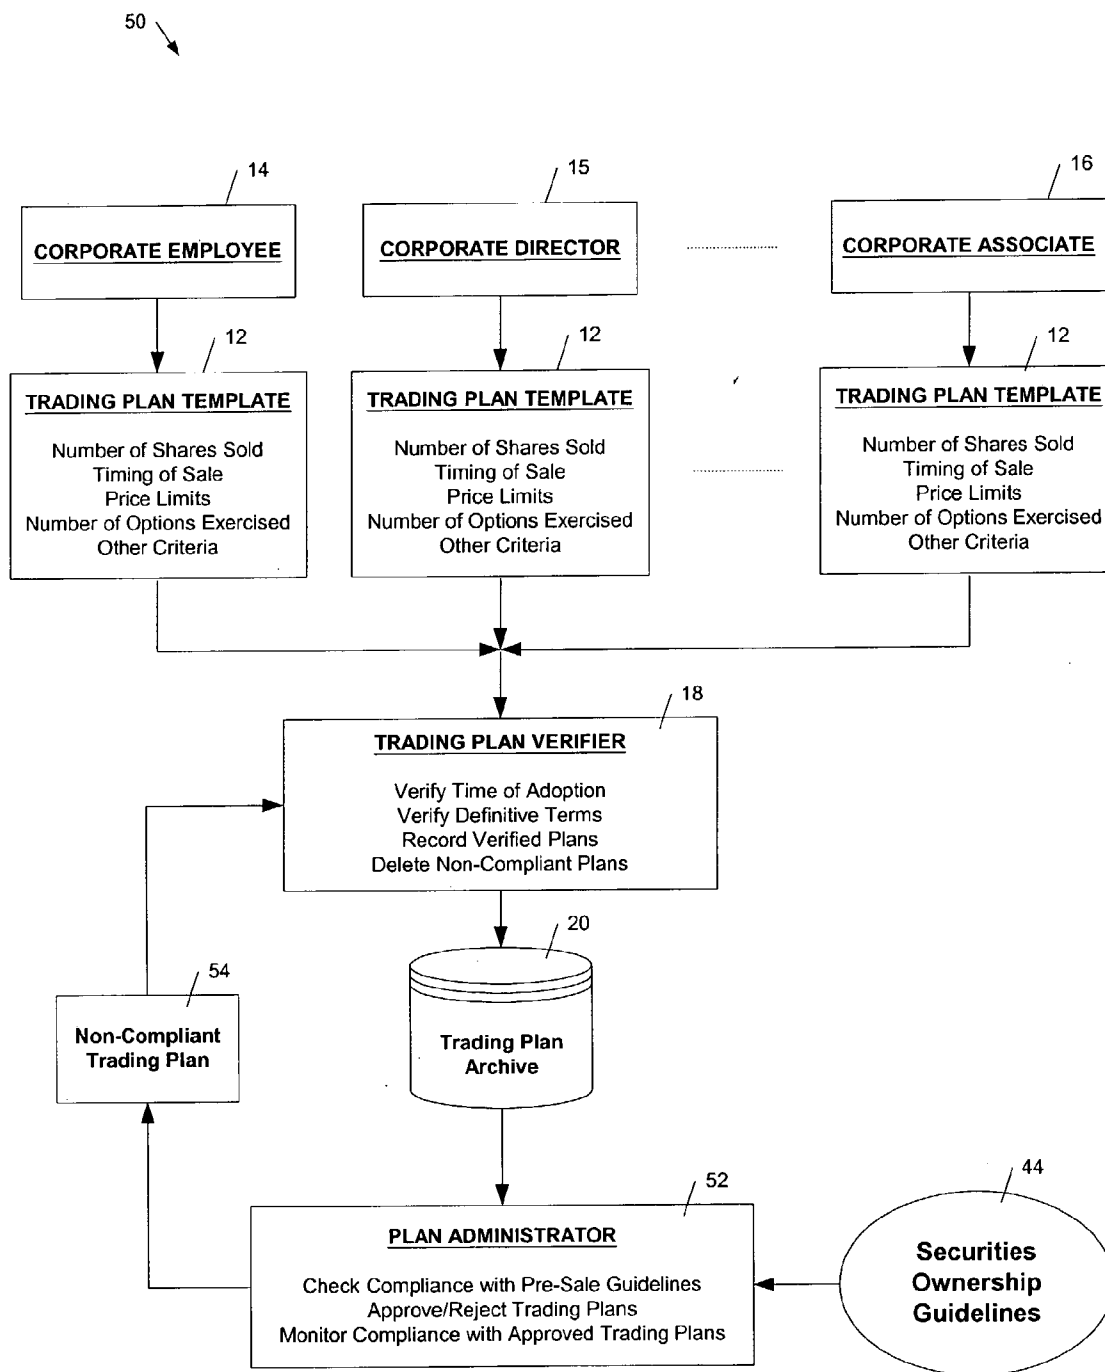 50
14
15
16
CORPORATE EMPLOYEE
CORPORATE DIRECTOR
CORPORATE ASSOCIATE
12
12
12
TRADING PLAN TEMPLATE
Number of Shares Sold
Timing of Sale
Price Limits
Number of Options Exercised
Other Criteria
TRADING PLAN TEMPLATE
Number of Shares Sold
Timing of Sale
Price Limits
Number of Options Exercised
Other Criteria
TRADING PLAN TEMPLATE
Number of Shares Sold
Timing of Sale
Price Limits
Number of Options Exercised
Other Criteria
18
TRADING PLAN VERIFIER
Verify Time of Adoption
Verify Definitive Terms
Record Verified Plans
Delete Non-Compliant Plans
20
Trading Plan
Archive
54
Non-Compliant
Trading Plan
52
PLAN ADMINISTRATOR
Check Compliance with Pre-Sale Guidelines
Approve/Reject Trading Plans
Monitor Compliance with Approved Trading Plans
44
Securities
Ownership
Guidelines